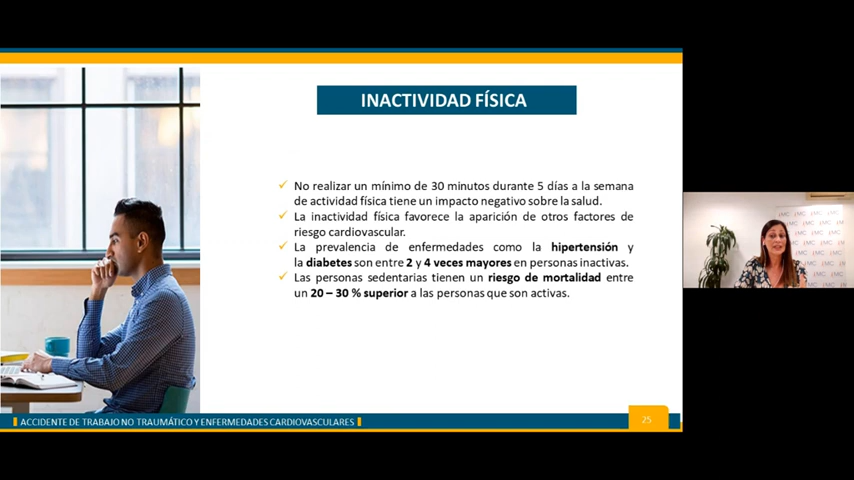 INACTIVIDAD FÍSICA
✓ No realizar un mínimo de 30 minutos durante 5 días a la semana
de actividad física tiene un impacto negativo sobre la salud.
✓ La inactividad física favorece la aparición de otros factores de
riesgo cardiovascular.
✓ La prevalencia de enfermedades como la hipertensión y
la diabetes son entre 2 y 4 veces mayores en personas inactivas.
✓ Las personas sedentarias tienen un riesgo de mortalidad entre
un 20 – 30 % superior a las personas que son activas.
ACCIDENTE DE TRABAJO NO TRAUMÁTICO Y ENFERMEDADES CARDIOVASCULARES
25